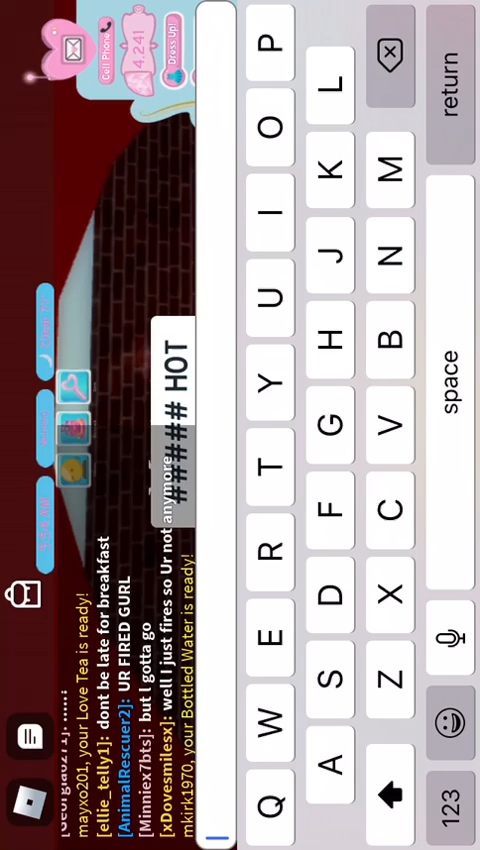 mayxo201, your Love Tea is ready!
[ellie_telly1]: dont be late for breakfast
[AnimalRescuer2]: UR FIRED GURL
[Minniex7bts]: but I gotta go
[xDovesmilesx]: well I just fires so Ur not anymore
mkirk1970, your Bottled Water is ready!
###### HOT
Cell Phone
4,241
Dress Up!
Q W E R T Y U I O P
A S D F G H J K L
Z X C V B N M
123 space return